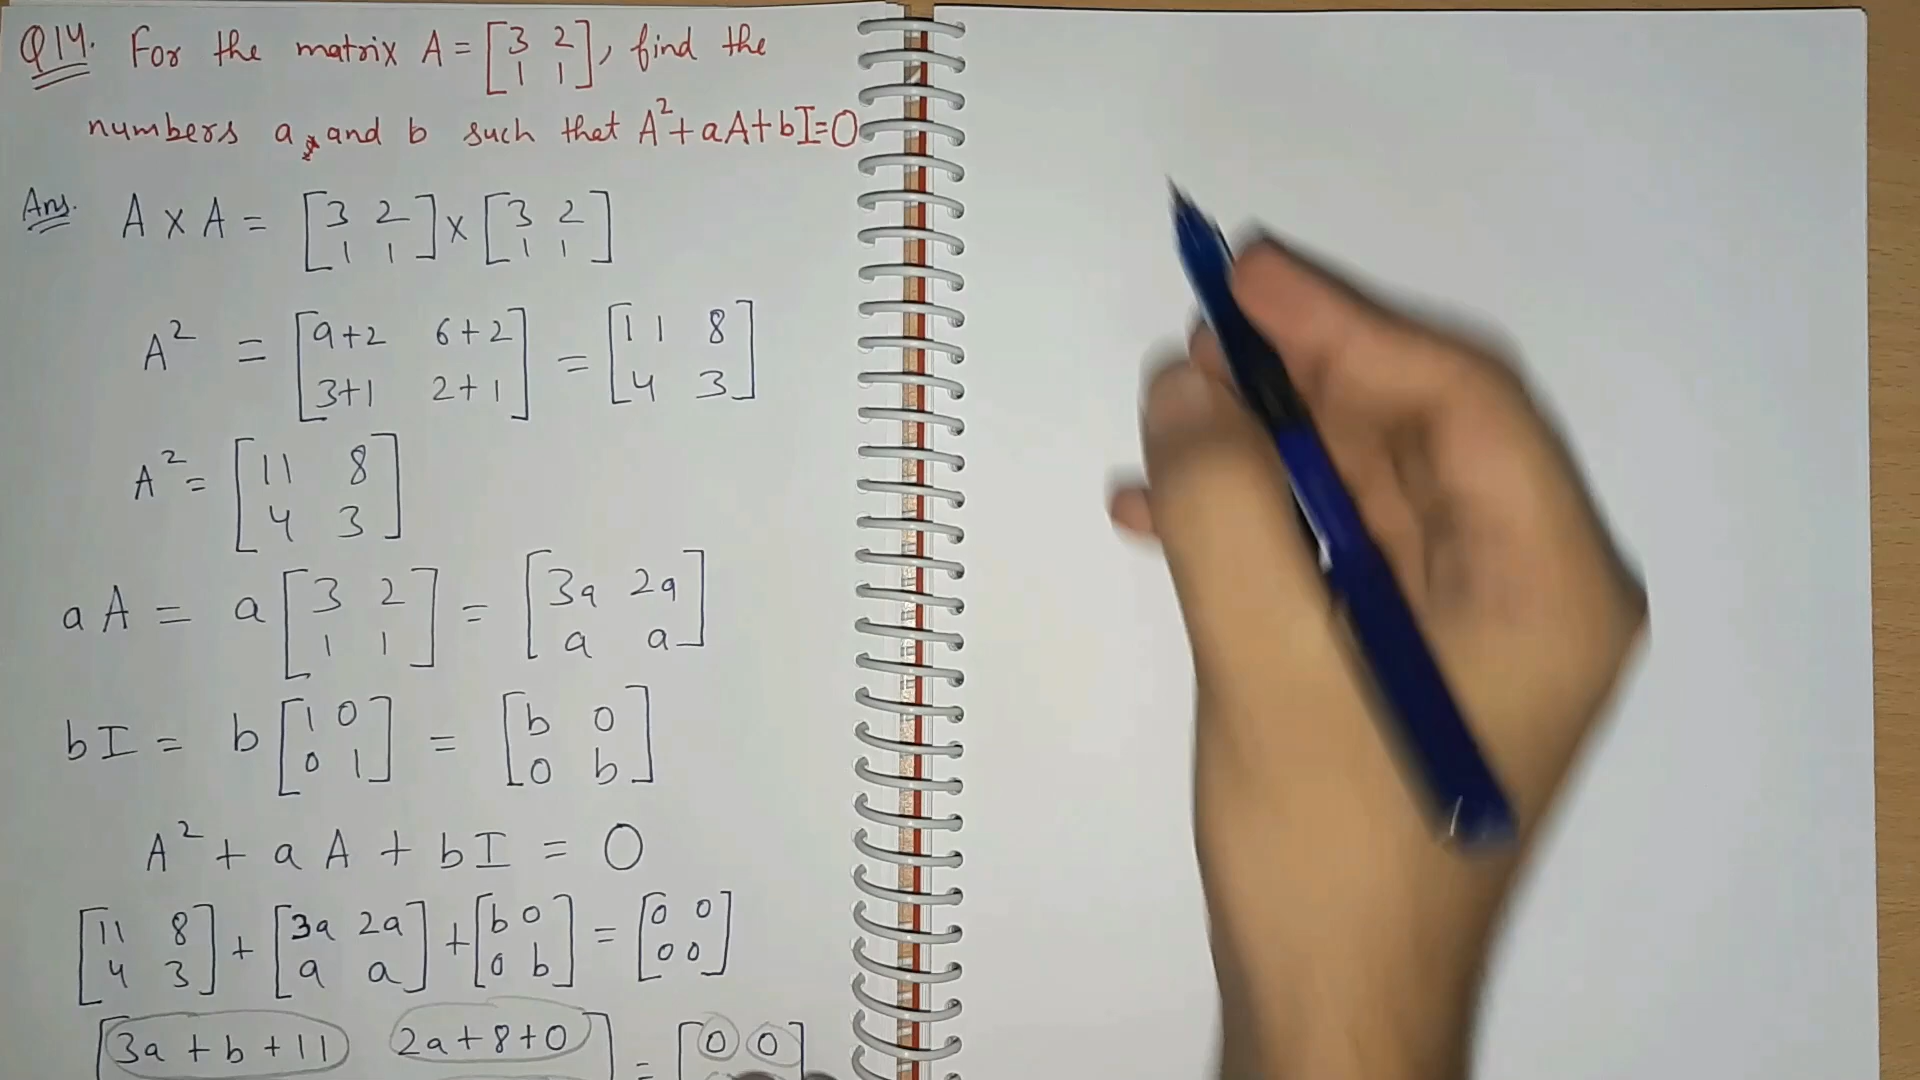 Q14. For the matrix A = [3 2
1 1], find the
numbers a, and b such that A²+aA+bI=0
Ans. A × A = [3 2
1 1] × [3 2
1 1]
A² = [9+2 6+2
3+1 2+1] = [11 8
4 3]
A² = [11 8
4 3]
aA = a [3 2
1 1] = [3a 2a
a a]
bI = b [1 0
0 1] = [b 0
0 b]
A² + a A + bI = 0
[11 8
4 3] + [3a 2a
a a] + [b 0
0 b] = [0 0
0 0]
[3a + b + 11 2a + 8 + 0] = [0 0]